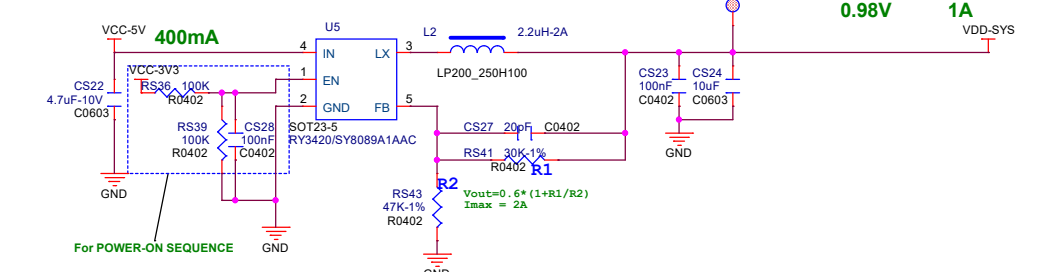 0.98V 1A
VCC-5V
400mA
U5
L2
2.2uH-2A
VDD-SYS
4
IN
LX
3
LP200_250H100
VCC-3V3
RS36
100K
R0402
1
EN
CS22
4.7uF-10V
C0603
2
GND
FB
5
CS23
100nF
C0402
CS24
10uF
C0603
RS39
100K
R0402
CS28
100nF
C0402
SOT23-5
RY3420/SY8089A1AAC
CS27
20pF
C0402
RS41
30K-1%
R0402
R1
GND
GND
R2
RS43
47K-1%
R0402
Vout=0.6*(1+R1/R2)
Imax = 2A
For POWER-ON SEQUENCE
GND
GND